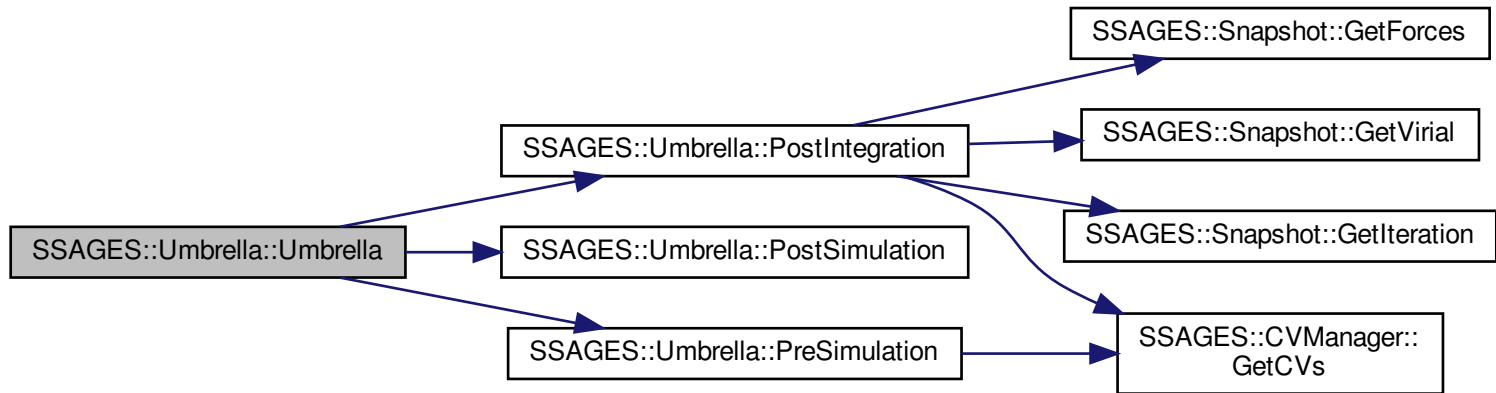 SSAGES::Umbrella::Umbrella
SSAGES::Umbrella::PostIntegration
SSAGES::Umbrella::PostSimulation
SSAGES::Umbrella::PreSimulation
SSAGES::Snapshot::GetForces
SSAGES::Snapshot::GetVirial
SSAGES::Snapshot::GetIteration
SSAGES::CVManager::
GetCVs